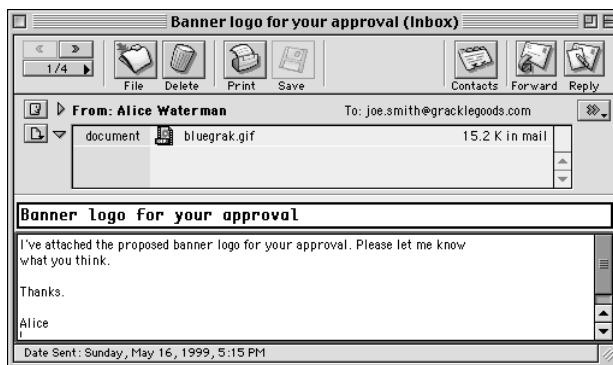 Banner logo for your approval (Inbox)
1/4
File Delete Print Save Contacts Forward Reply
From: Alice Waterman To: joe.smith@gracklegoods.com
document bluegrak.gif 15.2 K in mail
Banner logo for your approval
I've attached the proposed banner logo for your approval. Please let me know
what you think.
Thanks.
Alice
Date Sent: Sunday, May 16, 1999, 5:15 PM